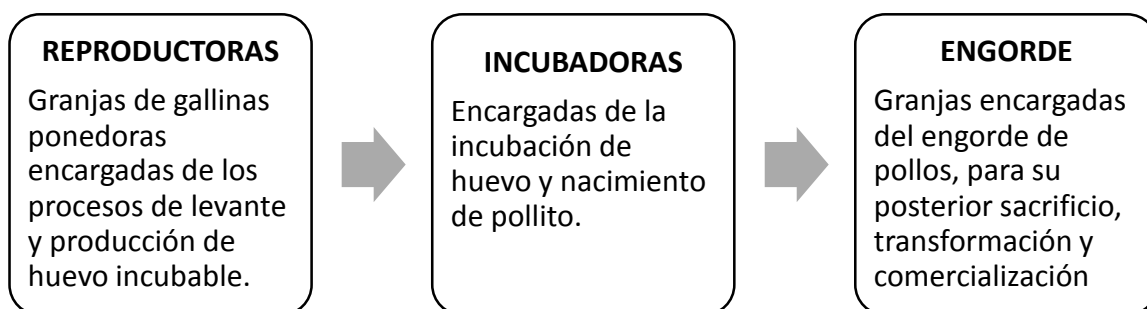 REPRODUCTORAS
Granjas de gallinas
ponedoras
encargadas de los
procesos de levante
y producción de
huevo incubable.
INCUBADORAS
Encargadas de la
incubación de
huevo y nacimiento
de pollito.
ENGORDE
Granjas encargadas
del engorde de
pollos, para su
posterior sacrificio,
transformación y
comercialización